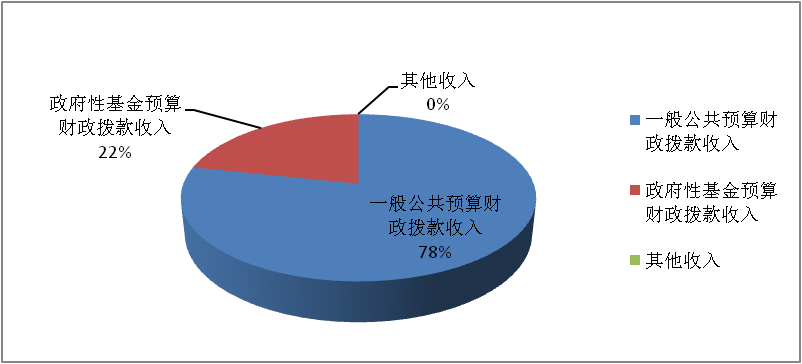 其他收入
0%
政府性基金预算
财政拨款收入
22%
一般公共预算财
政拨款收入
78%
一般公共预算财
政拨款收入
政府性基金预算
财政拨款收入
其他收入